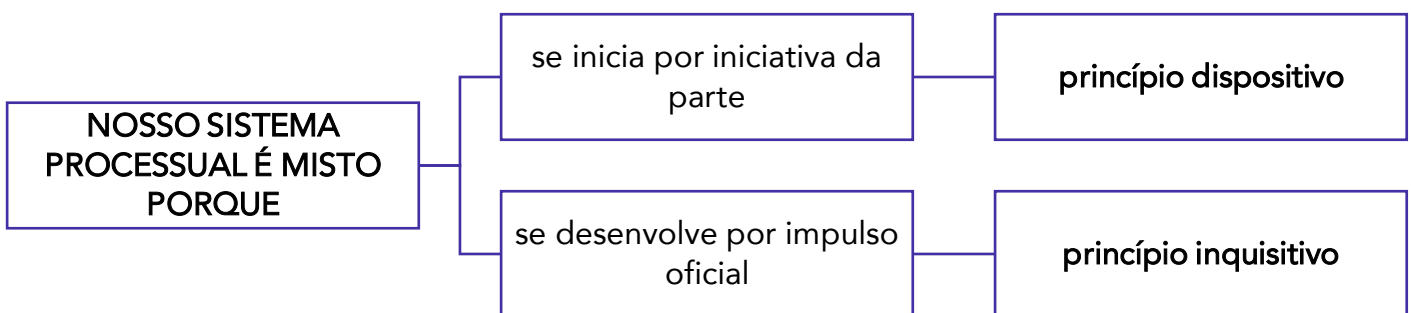 NOSSO SISTEMA
PROCESSUAL É MISTO
PORQUE
se inicia por iniciativa da
parte
princípio dispositivo
se desenvolve por impulso
oficial
princípio inquisitivo